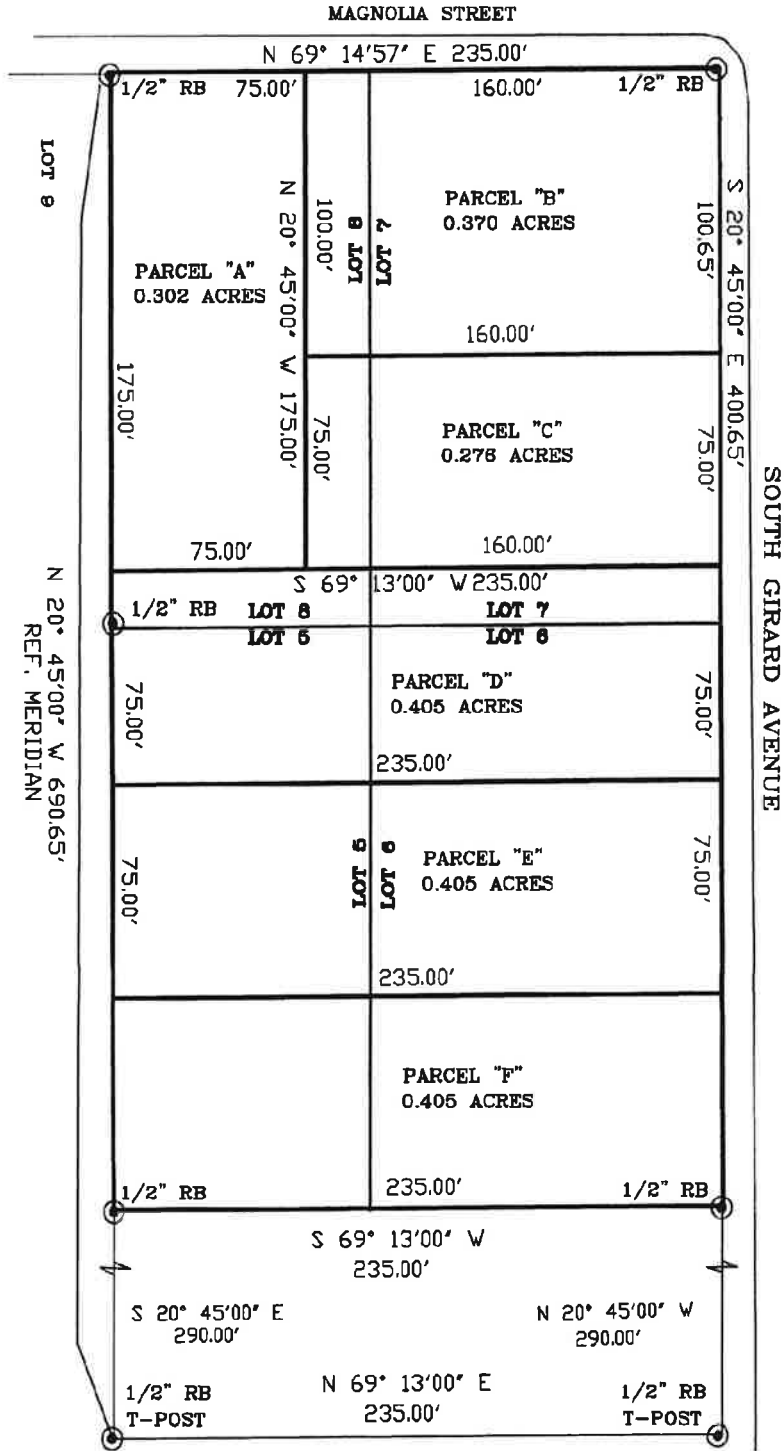 MAGNOLIA STREET
N 69° 14'57" E 235.00'
1/2" RB
75.00'
160.00'
1/2" RB
LOT 9
PARCEL "A"
0.302 ACRES
N 20° 45'00" W 175.00'
100.00'
LOT 8
LOT 7
PARCEL "B"
0.370 ACRES
100.65'
S 20° 45'00" E 400.65'
160.00'
175.00'
75.00'
PARCEL "C"
0.276 ACRES
75.00'
SOUTH GIRARD AVENUE
75.00'
160.00'
S 69° 13'00" W 235.00'
1/2" RB
LOT 8
LOT 7
LOT 5
LOT 6
N 20° 45'00" W 690.65'
REF. MERIDIAN
75.00'
PARCEL "D"
0.405 ACRES
75.00'
235.00'
75.00'
LOT 5
LOT 6
PARCEL "E"
0.405 ACRES
75.00'
235.00'
PARCEL "F"
0.405 ACRES
1/2" RB
235.00'
1/2" RB
S 69° 13'00" W
235.00'
S 20° 45'00" E
290.00'
N 20° 45'00" W
290.00'
1/2" RB
T-POST
N 69° 13'00" E
235.00'
1/2" RB
T-POST